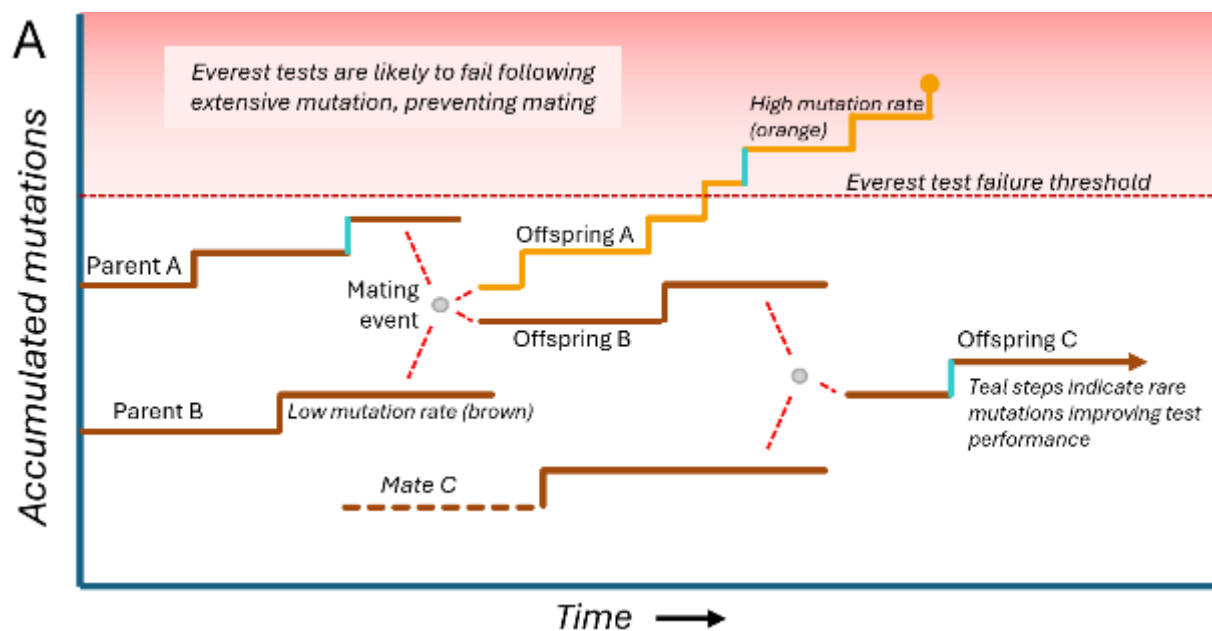 A
Everest tests are likely to fail following
extensive mutation, preventing mating
High mutation rate
(orange)
Everest test failure threshold
Parent A
Offspring A
Mating
event
Offspring B
Offspring C
Parent B
Low mutation rate (brown)
Teal steps indicate rare
mutations improving test
performance
Mate C
Accumulated mutations
Time